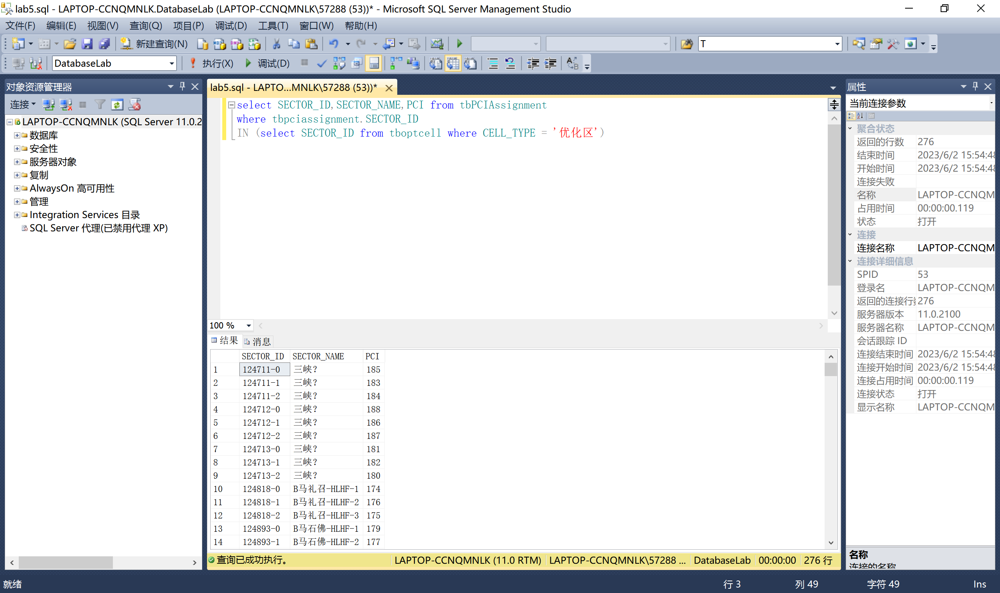 lab5.sql - LAPTOP-CCNQMNLK.DatabaseLab (LAPTOP-CCNQMNLK\57288 (53))* - Microsoft SQL Server Management Studio
文件(F) 编辑(E) 视图(V) 查询(Q) 项目(P) 调试(D) 工具(T) 窗口(W) 帮助(H)
新建查询(N) T
DatabaseLab 执行(X) 调试(D)
对象资源管理器
连接
LAPTOP-CCNQMNLK (SQL Server 11.0.2
数据库
安全性
服务器对象
复制
AlwaysOn 高可用性
管理
Integration Services 目录
SQL Server 代理(已禁用代理 XP)
lab5.sql - LAPTO...MNLK\57288 (53))*
select SECTOR_ID,SECTOR_NAME,PCI from tbPCIAssignment
where tbpciassignment.SECTOR_ID
IN (select SECTOR_ID from tboptcell where CELL_TYPE = '优化区')
100 %
结果 消息
SECTOR_ID SECTOR_NAME PCI
1 124711-0 三峡? 185
2 124711-1 三峡? 183
3 124711-2 三峡? 184
4 124712-0 三峡? 188
5 124712-1 三峡? 186
6 124712-2 三峡? 187
7 124713-0 三峡? 181
8 124713-1 三峡? 182
9 124713-2 三峡? 180
10 124818-0 B马礼召-HLHF-1 174
11 124818-1 B马礼召-HLHF-2 176
12 124818-2 B马礼召-HLHF-3 175
13 124893-0 B马石佛-HLHF-1 179
14 124893-1 B马石佛-HLHF-2 177
查询已成功执行。 LAPTOP-CCNQMNLK (11.0 RTM) LAPTOP-CCNQMNLK\57288 ... DatabaseLab 00:00:00 276 行
属性
当前连接参数
聚合状态
返回的行数 276
结束时间 2023/6/2 15:54:48
开始时间 2023/6/2 15:54:48
连接失败
名称 LAPTOP-CCNQM
占用时间 00:00:00.119
状态 打开
连接
连接名称 LAPTOP-CCNQM
连接详细信息
SPID 53
登录名 LAPTOP-CCNQM
返回的连接行数 276
服务器版本 11.0.2100
服务器名称 LAPTOP-CCNQM
会话跟踪 ID
连接结束时间 2023/6/2 15:54:48
连接开始时间 2023/6/2 15:54:48
连接占用时间 00:00:00.119
连接状态 打开
显示名称 LAPTOP-CCNQM
名称
连接的名称
就绪 行 3 列 49 字符 49 Ins